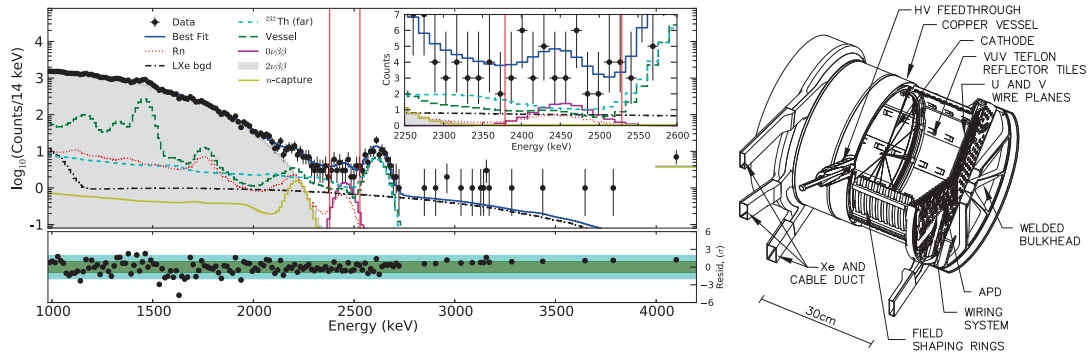 Data
Best Fit
Rn
LXe bgd
²³²Th (far)
Vessel
0νββ
2νββ
n-capture
log₁₀(Counts/14 keV)
4
3
2
1
0
-1
Counts
7
6
5
4
3
2
1
0
2250 2300 2350 2400 2450 2500 2550 2600
Energy (keV)
Resid. (σ)
6
3
0
−3
−6
1000 1500 2000 2500 3000 3500 4000
Energy (keV)
HV FEEDTHROUGH
COPPER VESSEL
CATHODE
VUV TEFLON
REFLECTOR TILES
U AND V
WIRE PLANES
WELDED
BULKHEAD
Xe AND
CABLE DUCT
APD
WIRING
SYSTEM
FIELD
SHAPING RINGS
30cm